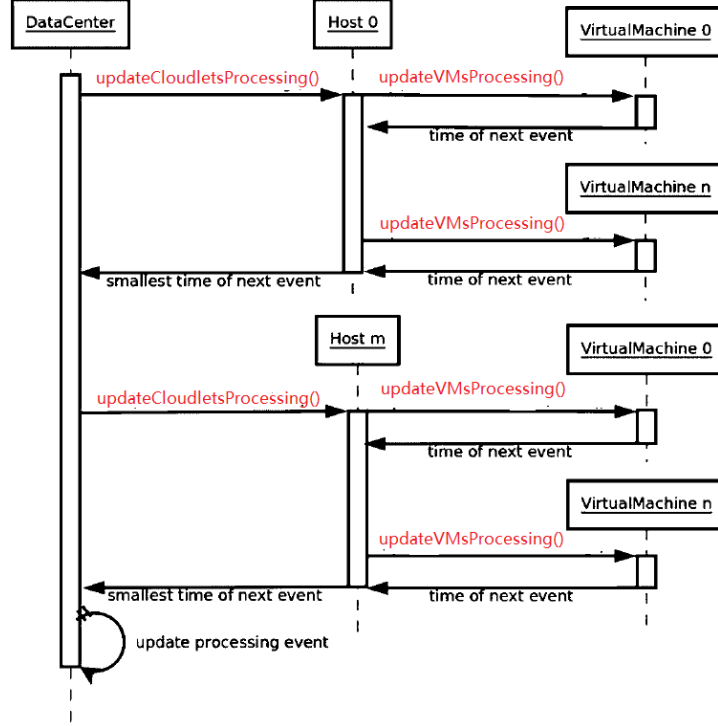 DataCenter
Host 0
VirtualMachine 0
updateCloudletsProcessing()
updateVMsProcessing()
time of next event
VirtualMachine n
updateVMsProcessing()
smallest time of next event
time of next event
Host m
VirtualMachine 0
updateCloudletsProcessing()
updateVMsProcessing()
time of next event
VirtualMachine n
updateVMsProcessing()
smallest time of next event
time of next event
update processing event